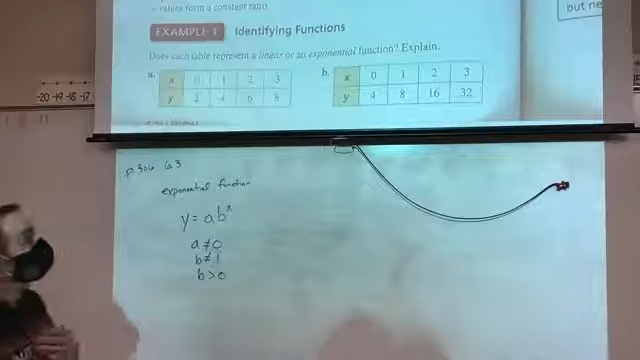 y values form a constant ratio.
but ne
EXAMPLE 1 Identifying Functions
Does each table represent a linear or an exponential function? Explain.
a. x 0 1 2 3
y 2 4 6 8
b. x 0 1 2 3
y 4 8 16 32
-20 -19 -18 -17
SOLUTION
p. 306 6.3
exponential function
y = ab^x
a ≠ 0
b ≠ 1
b > 0